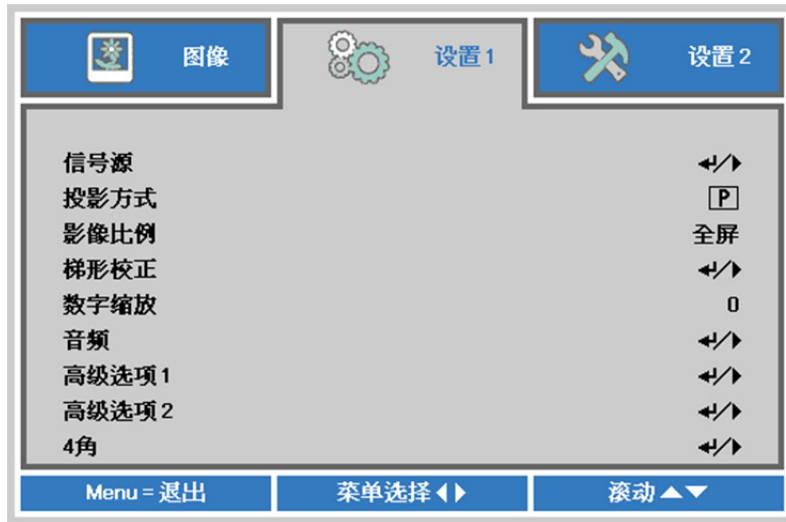 图像
设置1
设置2
信号源 ↵/▶
投影方式 P
影像比例 全屏
梯形校正 ↵/▶
数字缩放 0
音频 ↵/▶
高级选项1 ↵/▶
高级选项2 ↵/▶
4角 ↵/▶
Menu = 退出
菜单选择◀▶
滚动▲▼